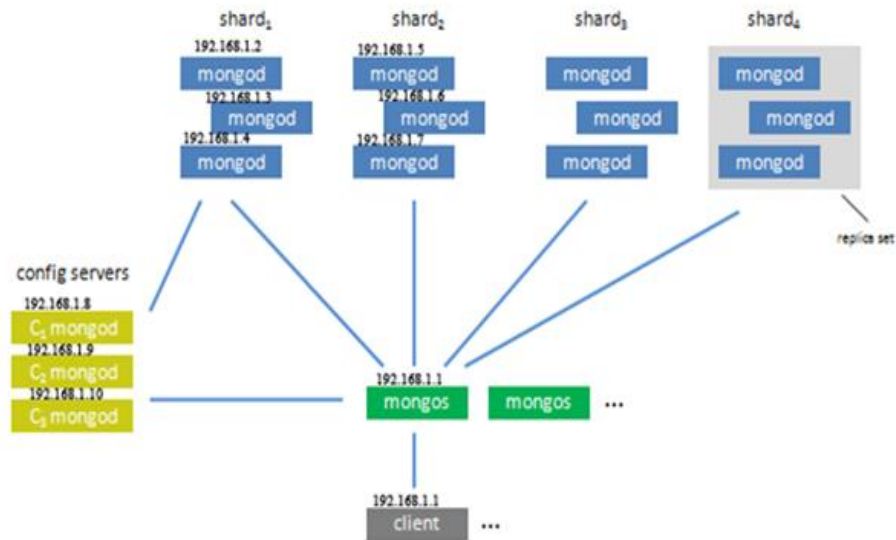 shard₁ shard₂ shard₃ shard₄
192.168.1.2 192.168.1.5
mongod mongod mongod mongod
192.168.1.3 192.168.1.6
mongod mongod mongod mongod
192.168.1.4 192.168.1.7
mongod mongod mongod mongod
replica set
config servers
192.168.1.8
C₁ mongod
192.168.1.9
C₂ mongod
192.168.1.10
C₃ mongod
192.168.1.1
mongos mongos ...
192.168.1.1
client ...